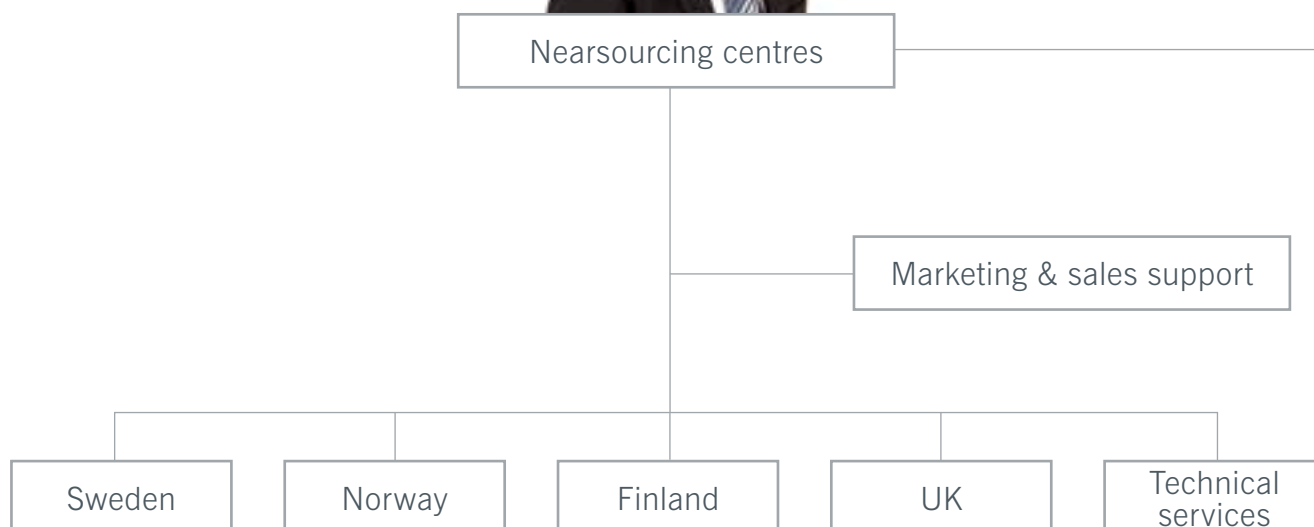 Nearsourcing centres
Marketing & sales support
Sweden
Norway
Finland
UK
Technical
services